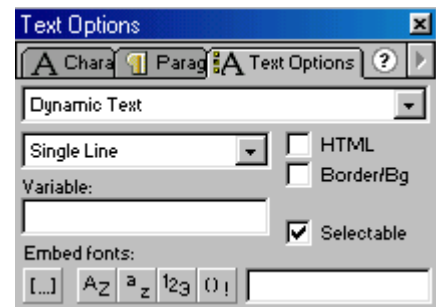 Text Options
A Chara Parag A Text Options ?
Dynamic Text
Single Line
HTML
Border/Bg
Variable:
Selectable
Embed fonts:
[...] Az az 123 () !